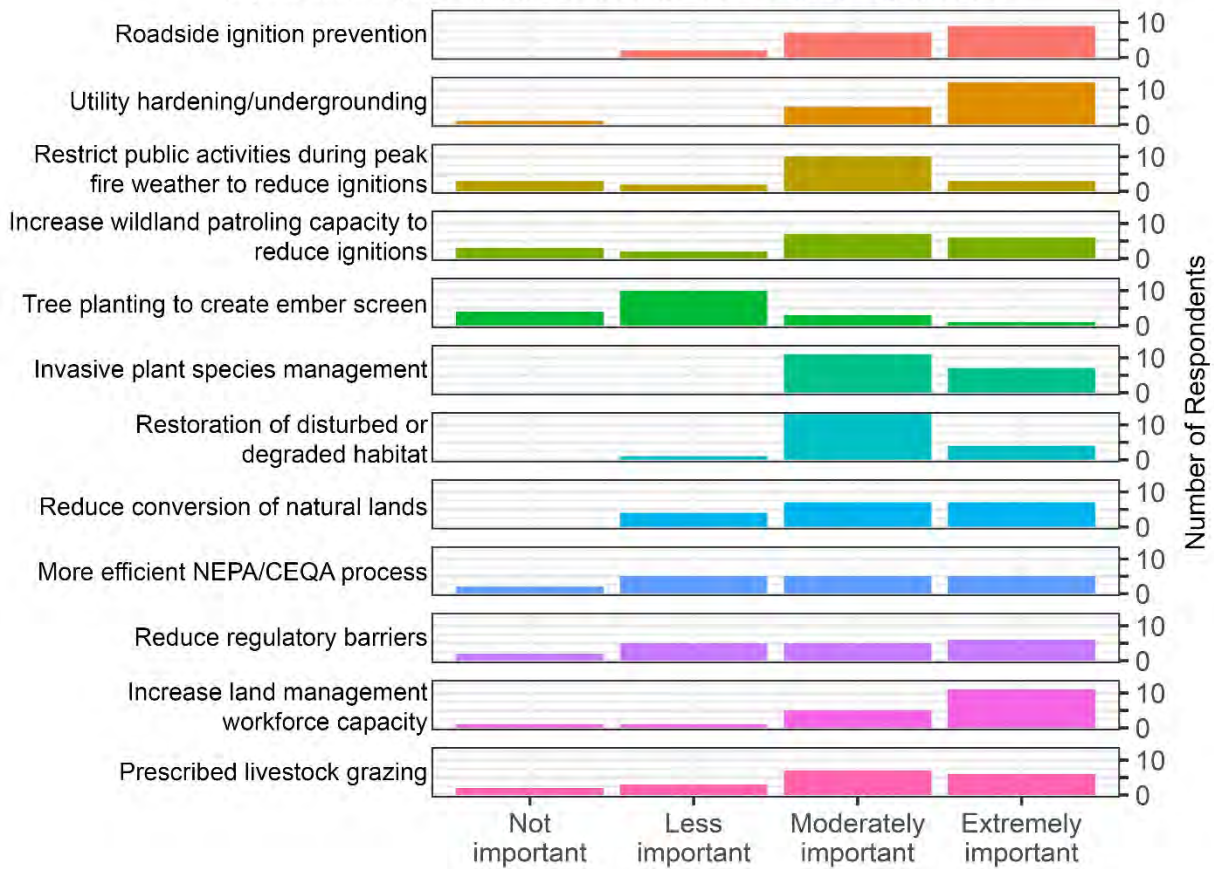 Roadside ignition prevention
10
0
Utility hardening/undergrounding
10
0
Restrict public activities during peak
fire weather to reduce ignitions
10
0
Increase wildland patroling capacity to
reduce ignitions
10
0
Tree planting to create ember screen
10
0
Invasive plant species management
10
0
Restoration of disturbed or
degraded habitat
10
0
Reduce conversion of natural lands
10
0
More efficient NEPA/CEQA process
10
0
Reduce regulatory barriers
10
0
Increase land management
workforce capacity
10
0
Prescribed livestock grazing
10
0
Number of Respondents
Not
important
Less
important
Moderately
important
Extremely
important